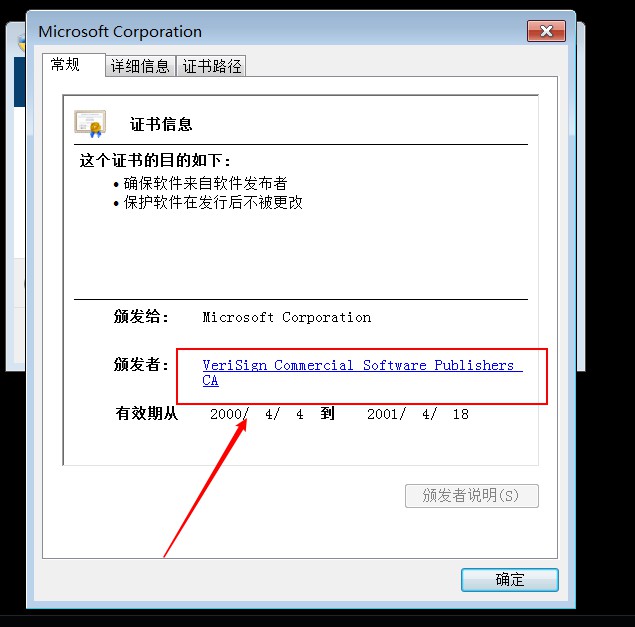 Microsoft Corporation
常规 详细信息 证书路径
证书信息
这个证书的目的如下:
• 确保软件来自软件发布者
• 保护软件在发行后不被更改
颁发给: Microsoft Corporation
颁发者: VeriSign Commercial Software Publishers
CA
有效期从 2000/ 4/ 4 到 2001/ 4/ 18
颁发者说明(S)
确定